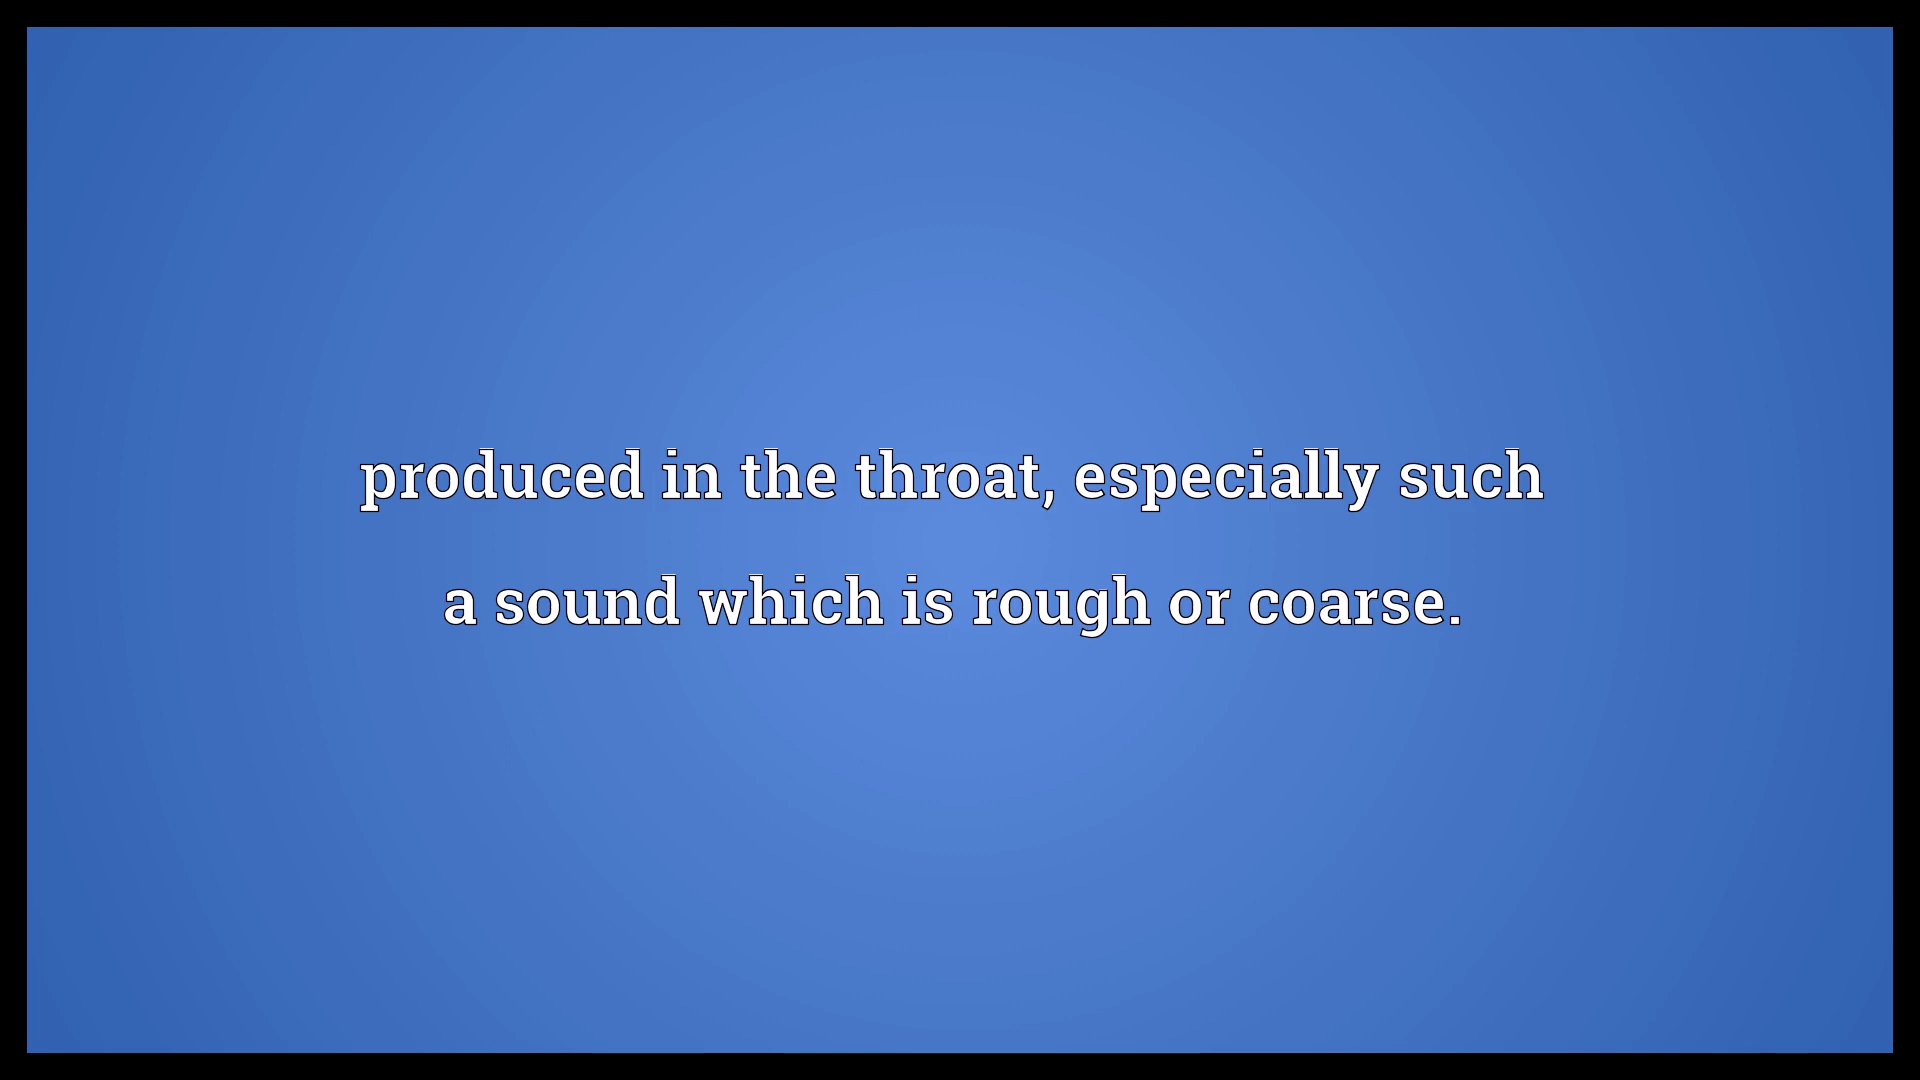 produced in the throat, especially such
a sound which is rough or coarse.